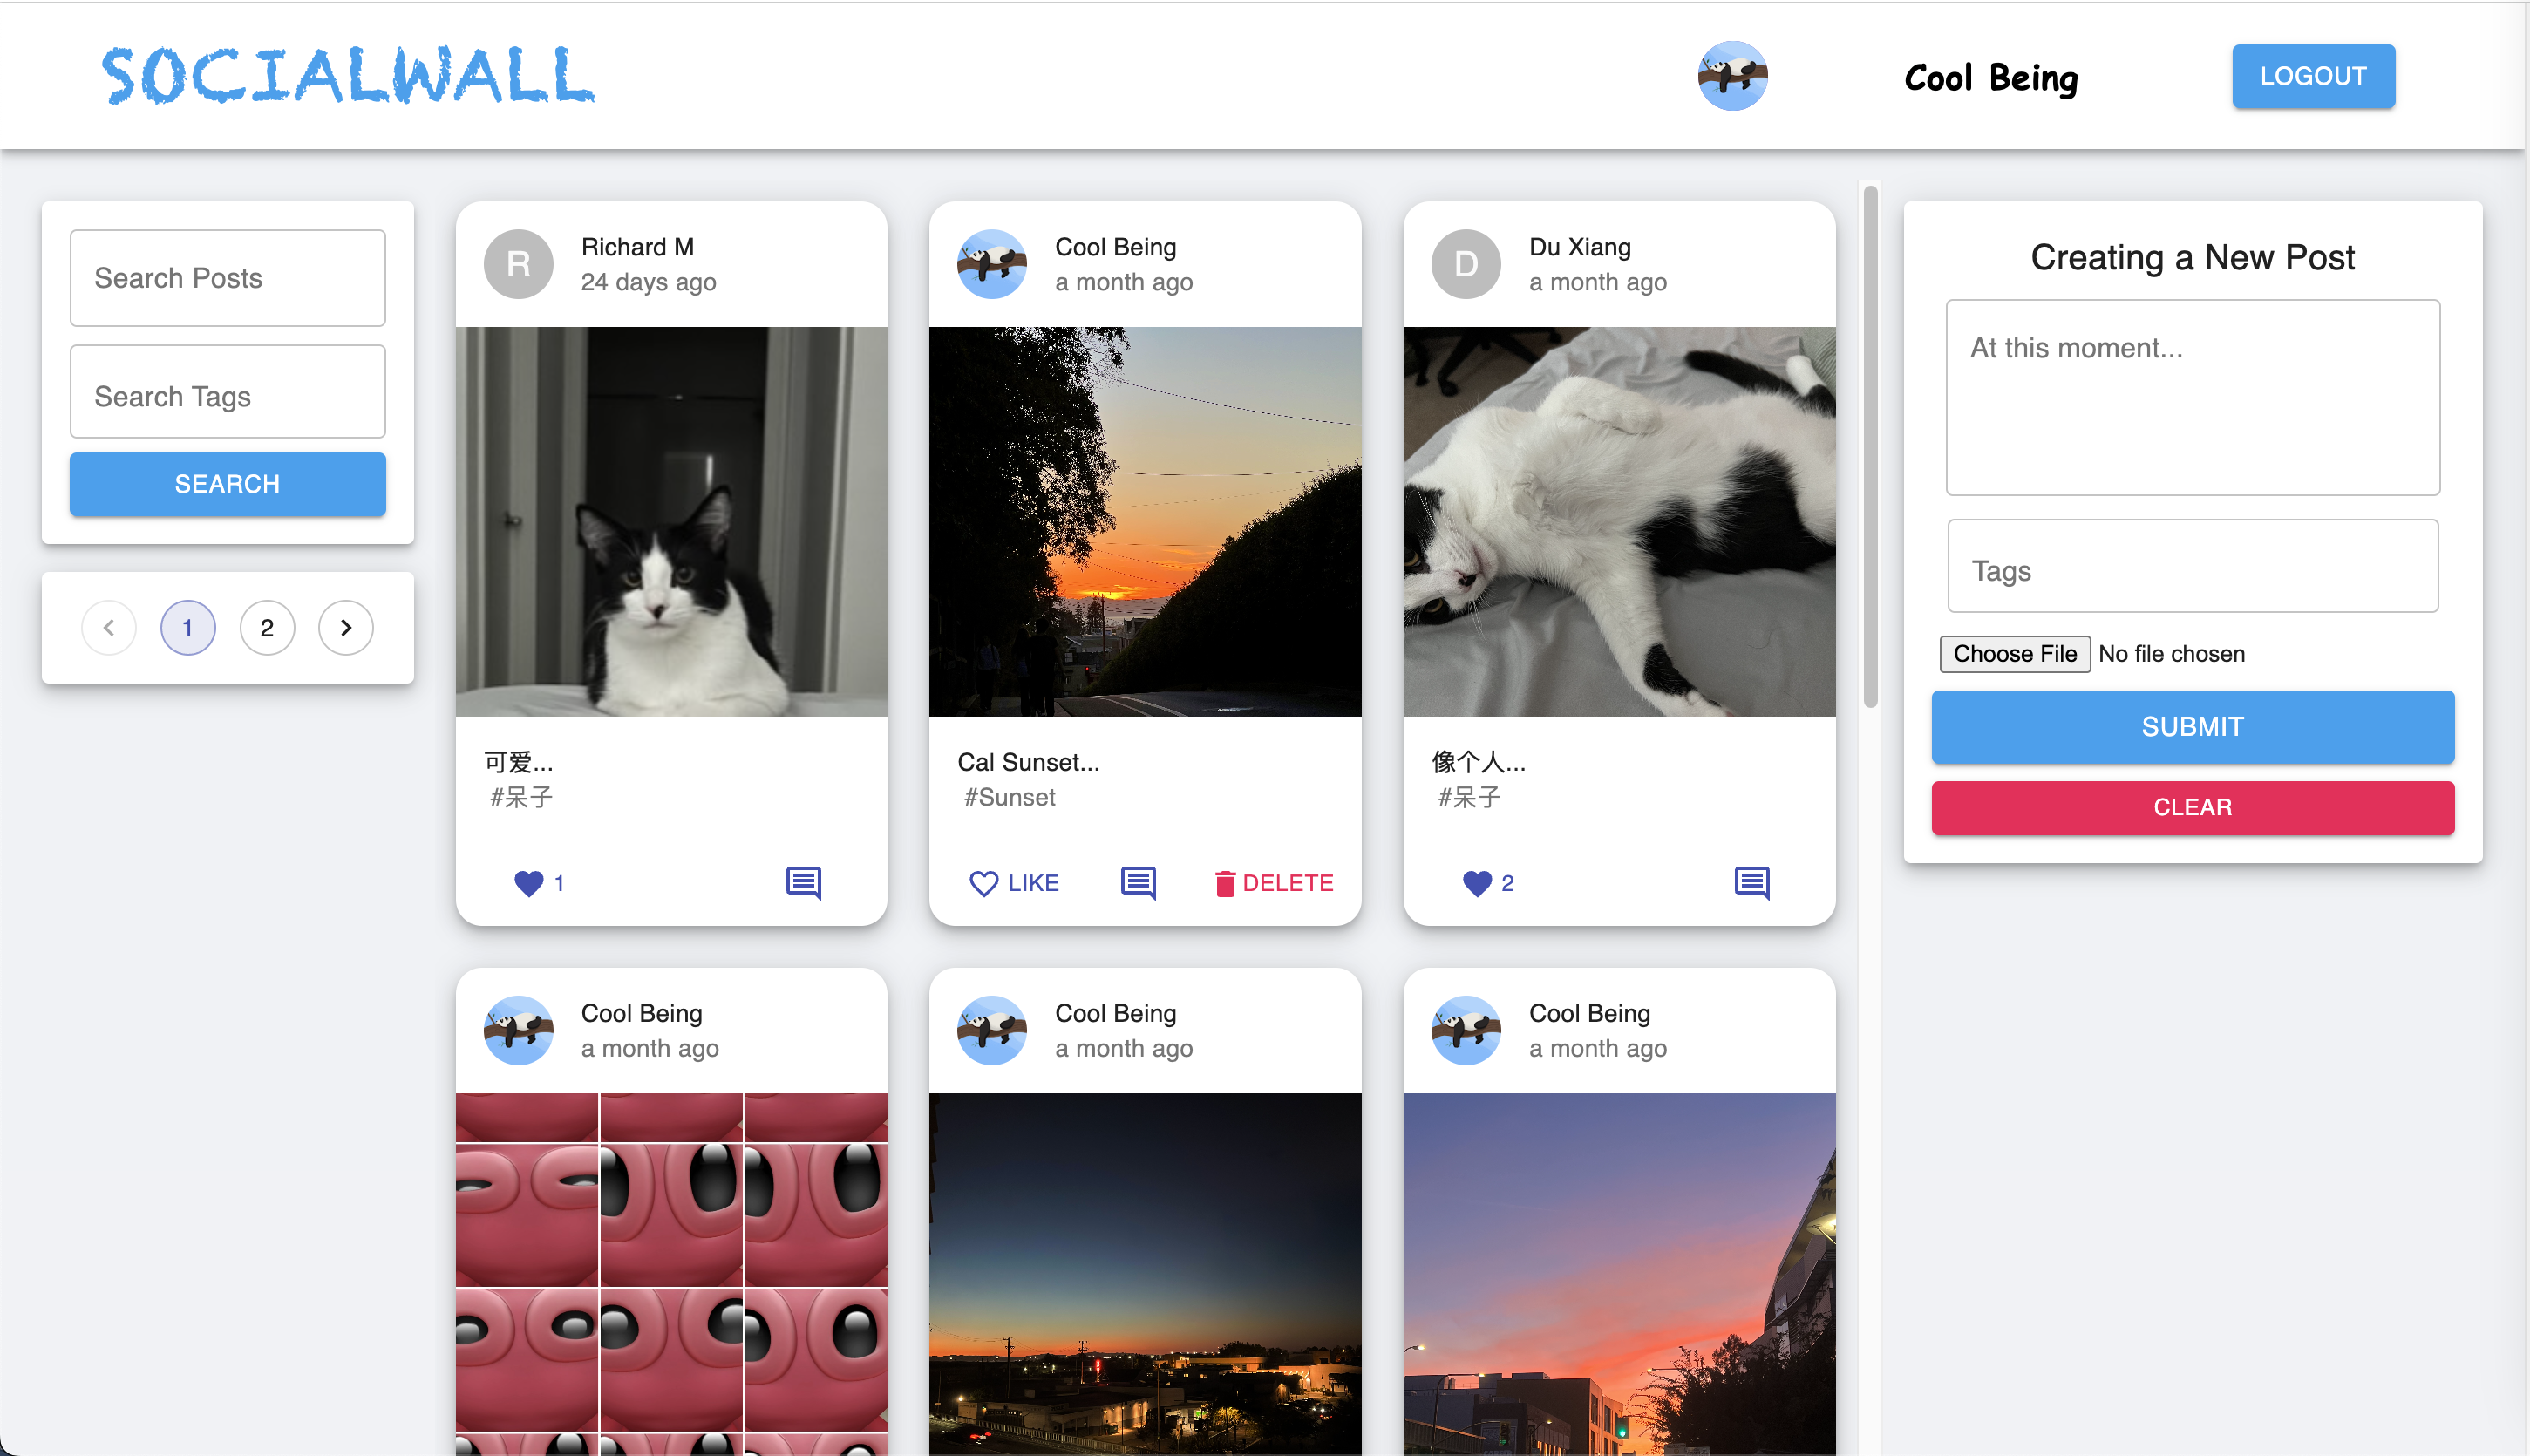 SOCIALWALL
Cool Being
LOGOUT
Search Posts
Search Tags
SEARCH
1
2
R
Richard M
24 days ago
可爱...
#呆子
1
Cool Being
a month ago
Cal Sunset...
#Sunset
LIKE
DELETE
D
Du Xiang
a month ago
像个人...
#呆子
2
Cool Being
a month ago
Cool Being
a month ago
Cool Being
a month ago
Creating a New Post
At this moment...
Tags
Choose File No file chosen
SUBMIT
CLEAR